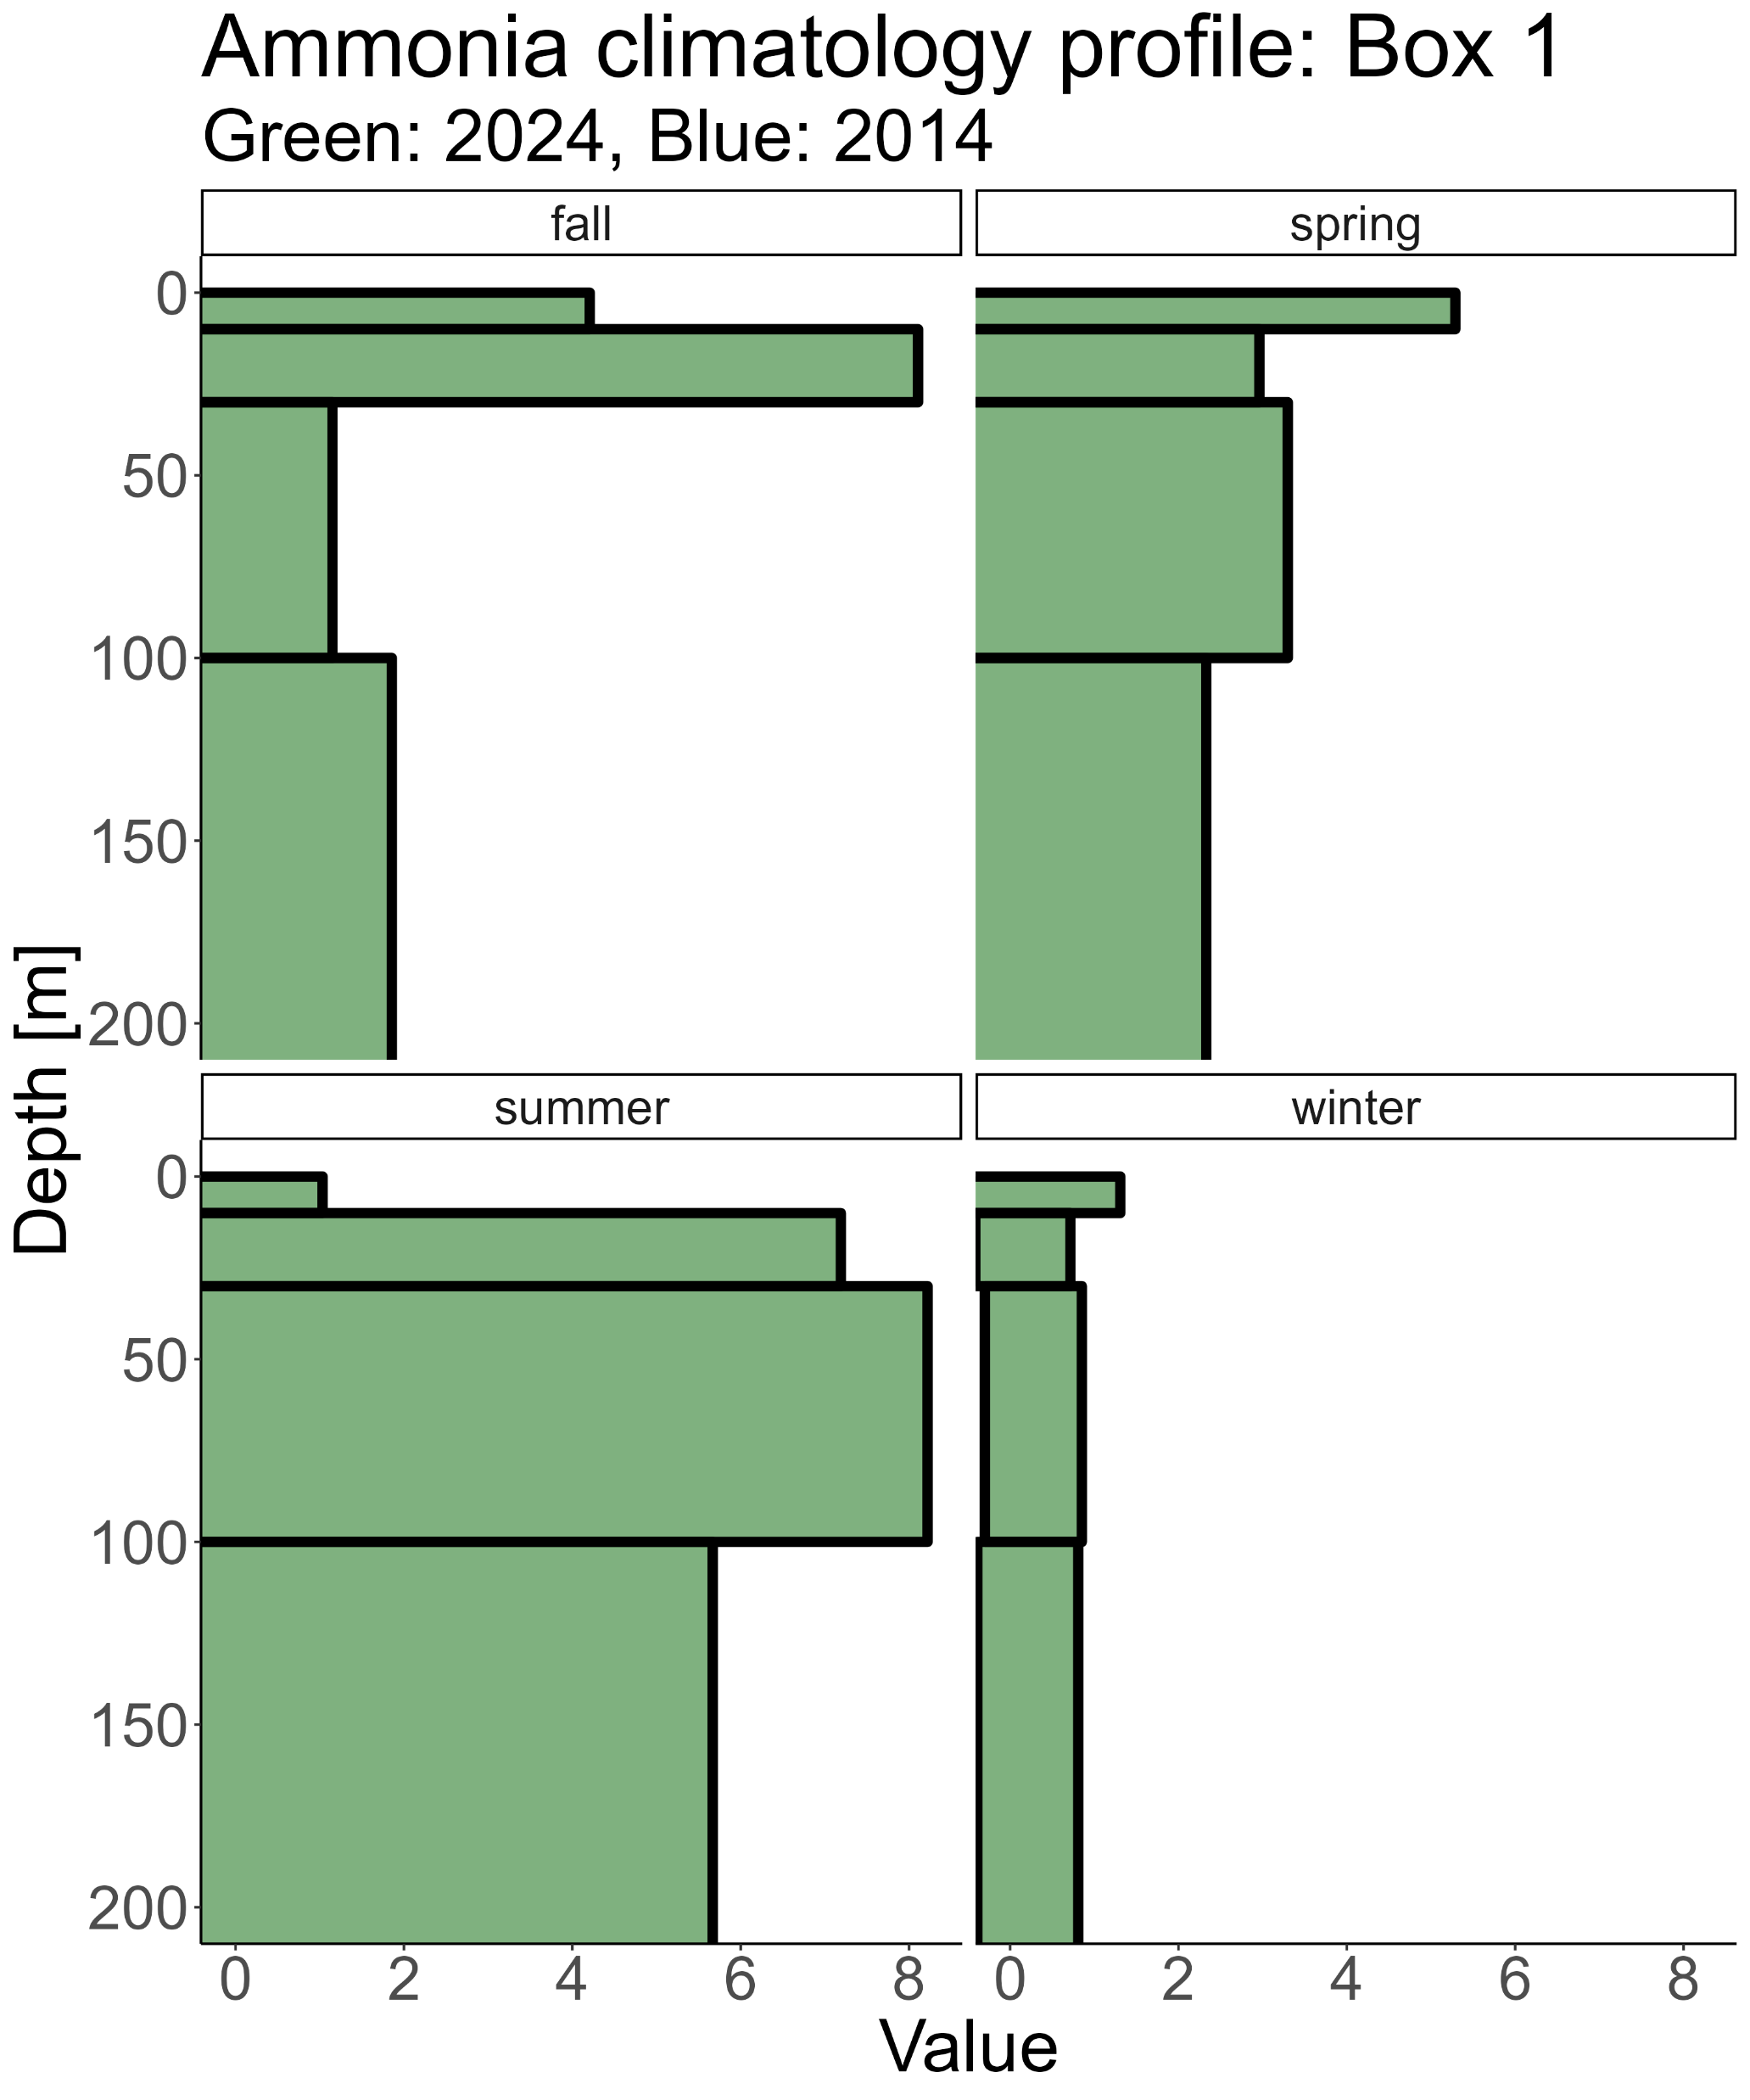 Ammonia climatology profile: Box 1
Green: 2024, Blue: 2014
fall
spring
0
50
100
150
200
summer
winter
0
50
100
150
200
0 2 4 6 8
0 2 4 6 8
Value
Depth [m]